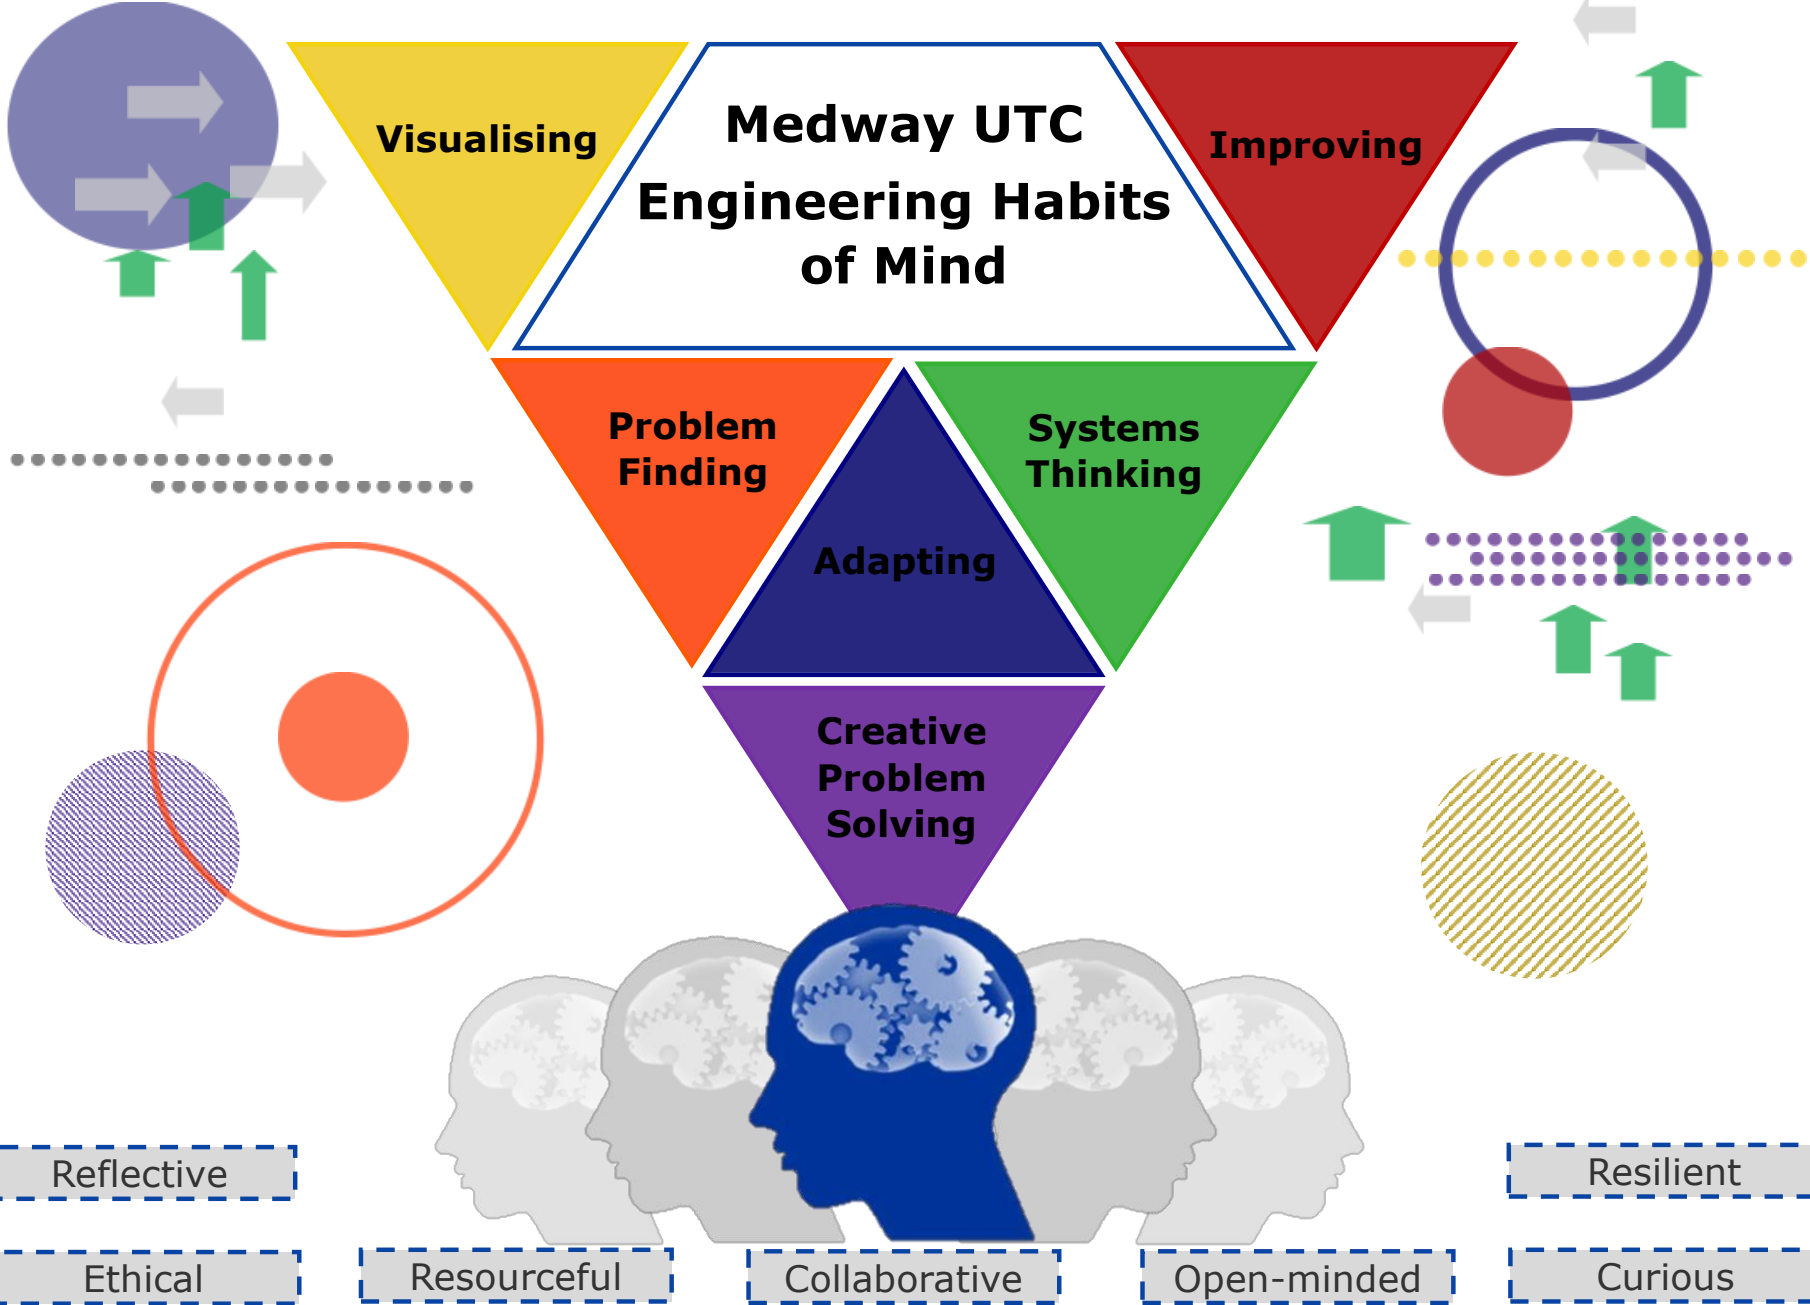 Medway UTC
Engineering Habits
of Mind
Visualising
Improving
Problem
Finding
Systems
Thinking
Adapting
Creative
Problem
Solving
Reflective
Resilient
Ethical
Resourceful
Collaborative
Open-minded
Curious